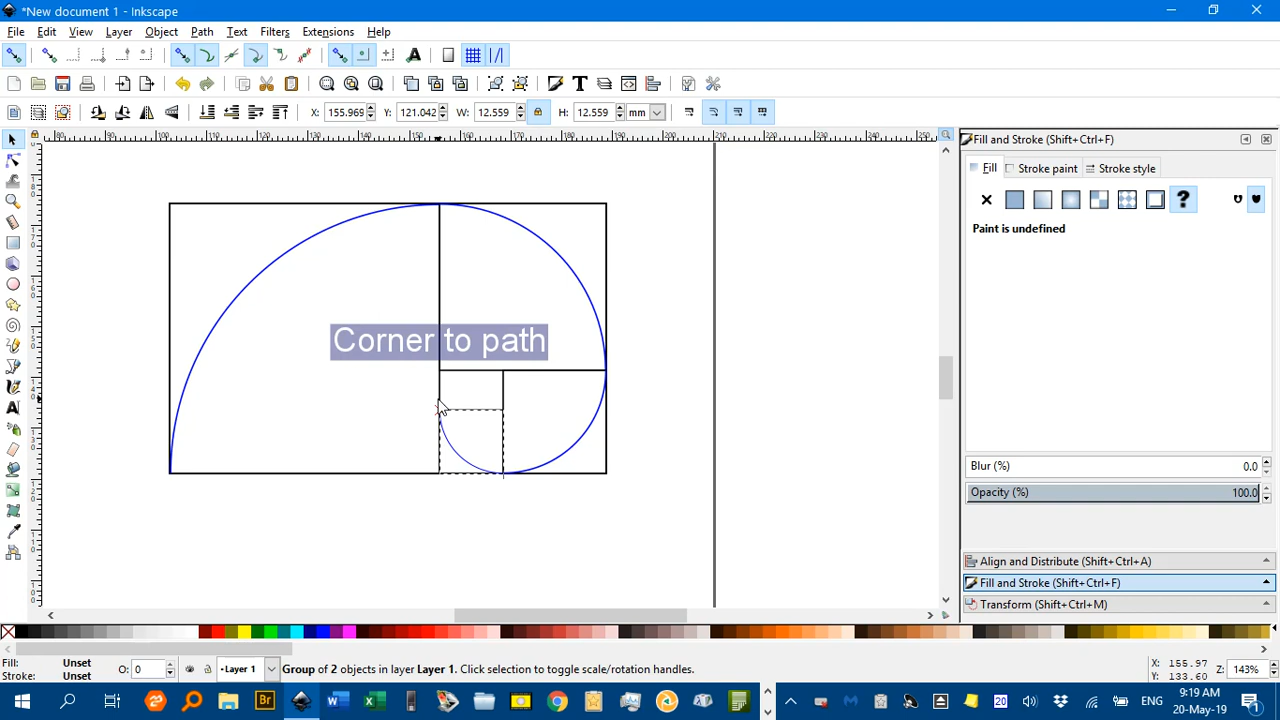 *New document 1 - Inkscape
File Edit View Layer Object Path Text Filters Extensions Help
X: 155.969 Y: 121.042 W: 12.559 H: 12.559 mm
Fill and Stroke (Shift+Ctrl+F)
Fill Stroke paint Stroke style
Paint is undefined
Corner to path
Blur (%) 0.0
Opacity (%) 100.0
Align and Distribute (Shift+Ctrl+A)
Fill and Stroke (Shift+Ctrl+F)
Transform (Shift+Ctrl+M)
Fill: Unset
Stroke: Unset
O: 0
Layer 1
Group of 2 objects in layer Layer 1. Click selection to toggle scale/rotation handles.
X: 155.97
Y: 133.60
Z: 143%
Br
ENG
20
9:19 AM
20-May-19